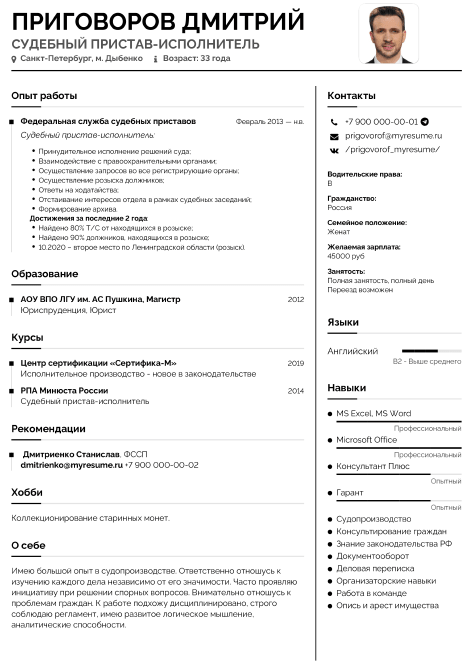 ПРИГОВОРОВ ДМИТРИЙ
СУДЕБНЫЙ ПРИСТАВ-ИСПОЛНИТЕЛЬ
Санкт-Петербург, м. Дыбенко Возраст: 33 года
Опыт работы
Федеральная служба судебных приставов Февраль 2013 — н.в.
Судебный пристав-исполнитель:
Принудительное исполнение решений суда;
Взаимодействие с правоохранительными органами;
Осуществление запросов во все регистрирующие органы;
Осуществление розыска должников;
Ответы на ходатайства;
Отстаивание интересов отдела в рамках судебных заседаний;
Формирование архива.
Достижения за последние 2 года:
Найдено 80% Т/С от находящихся в розыске;
Найдено 90% должников, находящихся в розыске;
10.2020 – второе место по Ленинградской области (розыск).
Образование
АОУ ВПО ЛГУ им. АС Пушкина, Магистр 2012
Юриспруденция, Юрист
Курсы
Центр сертификации «Сертифика-М» 2019
Исполнительное производство - новое в законодательстве
РПА Минюста России 2014
Судебный пристав-исполнитель
Рекомендации
Дмитриенко Станислав, ФССП
dmitrienko@myresume.ru +7 900 000-00-02
Хобби
Коллекционирование старинных монет.
О себе
Имею большой опыт в судопроизводстве. Ответственно отношусь к
изучению каждого дела независимо от его значимости. Часто проявляю
инициативу при решении спорных вопросов. Внимательно отношусь к
проблемам граждан. К работе подхожу дисциплинировано, строго
соблюдаю регламент, имею развитое логическое мышление,
аналитические способности.
Контакты
+7 900 000-00-01
prigovorof@myresume.ru
/prigovorof_myresume/
Водительские права:
B
Гражданство:
Россия
Семейное положение:
Женат
Желаемая зарплата:
45000 руб
Занятость:
Полная занятость, полный день
Переезд возможен
Языки
Английский
B2 - Выше среднего
Навыки
MS Excel, MS Word
Профессиональный
Microsoft Office
Профессиональный
Консультант Плюс
Опытный
Гарант
Опытный
Судопроизводство
Консультирование граждан
Знание законодательства РФ
Документооборот
Деловая переписка
Организаторские навыки
Работа в команде
Опись и арест имущества